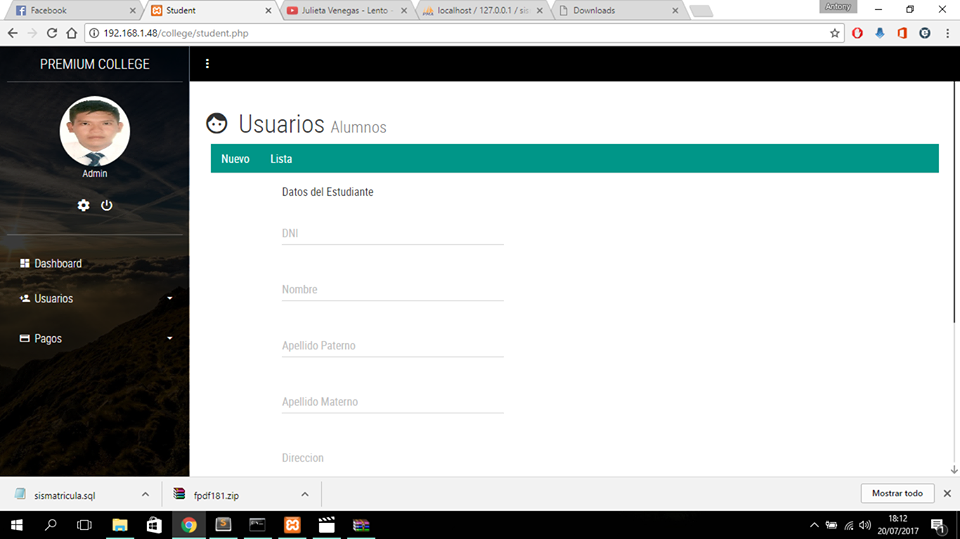 Facebook
Student
Julieta Venegas - Lento -
localhost / 127.0.0.1 / sis
Downloads
Antony
192.168.1.48/college/student.php
PREMIUM COLLEGE
Admin
Dashboard
Usuarios
Pagos
Usuarios Alumnos
Nuevo Lista
Datos del Estudiante
DNI
Nombre
Apellido Paterno
Apellido Materno
Direccion
sismatricula.sql
fpdf181.zip
Mostrar todo
18:12
20/07/2017
1